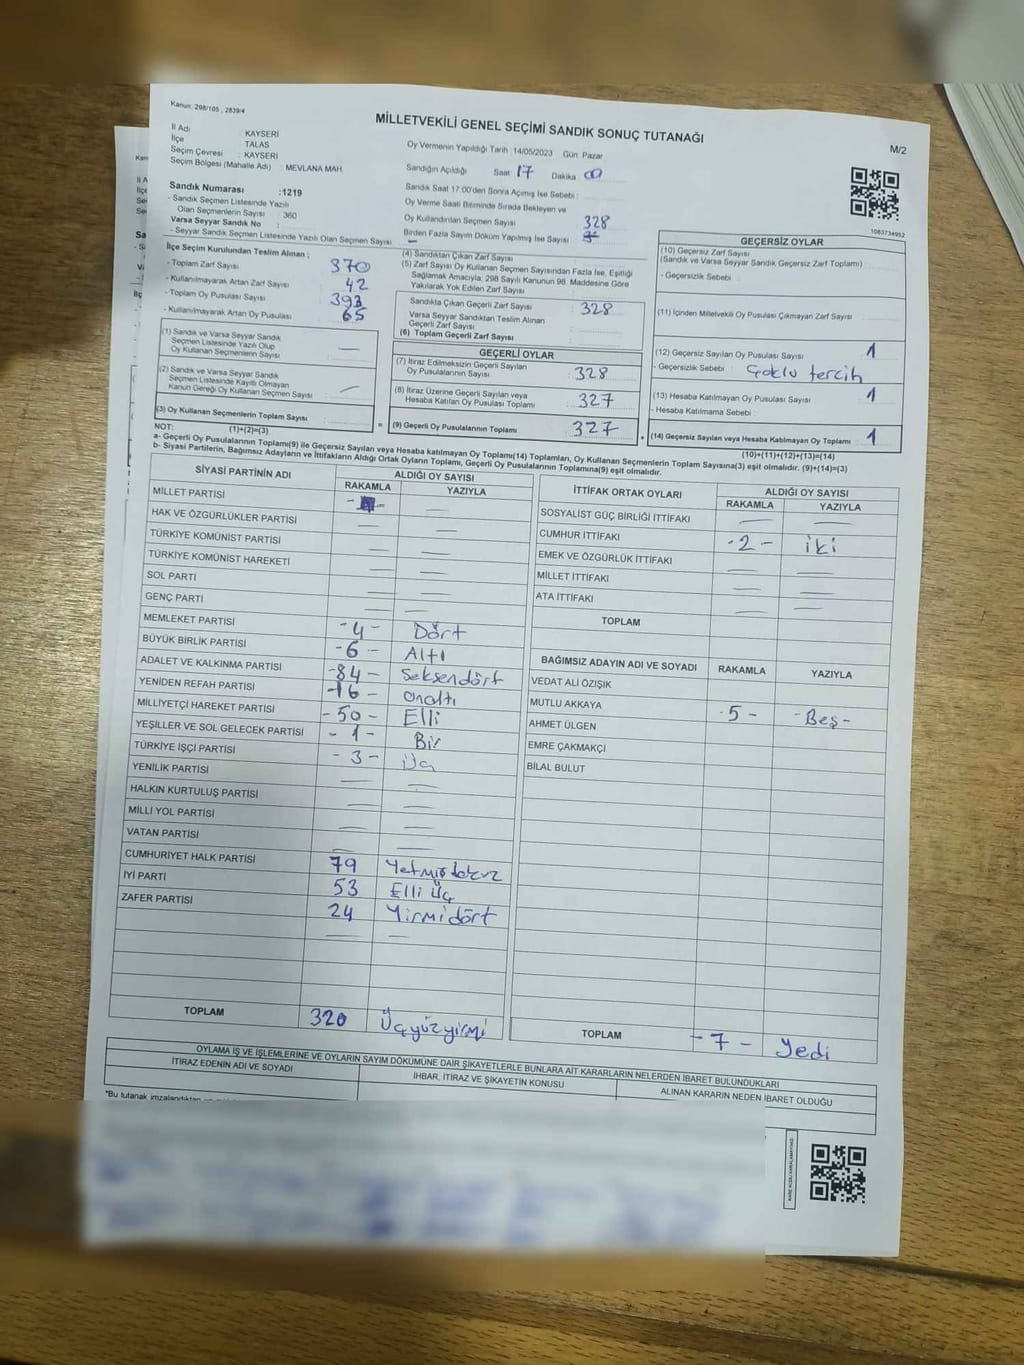 Kanun: 298/105 , 2839/4
MİLLETVEKİLİ GENEL SEÇİMİ SANDIK SONUÇ TUTANAĞI
M/2
İl Adı : KAYSERİ
İlçe : TALAS
Seçim Çevresi : KAYSERİ
Seçim Bölgesi (Mahalle Adı) : MEVLANA MAH.
Sandık Numarası :1219
- Sandık Seçmen Listesinde Yazılı
Olan Seçmenlerin Sayısı : 360
Varsa Seyyar Sandık No :
- Seyyar Sandık Seçmen Listesinde Yazılı Olan Seçmen Sayısı : —
Oy Vermenin Yapıldığı Tarih :14/05/2023 Gün Pazar
Sandığın Açıldığı Saat 17 Dakika 00
Sandık Saat 17:00'den Sonra Açılmış İse Sebebi :
Oy Verme Saati Bitiminde Sırada Bekleyen ve
Oy Kullandırılan Seçmen Sayısı : 328
Birden Fazla Sayım Döküm Yapılmış İse Sayısı :
1083734952
İlçe Seçim Kurulundan Teslim Alınan ;
- Toplam Zarf Sayısı : 370
- Kullanılmayarak Artan Zarf Sayısı : 42
- Toplam Oy Pusulası Sayısı : 393
- Kullanılmayarak Artan Oy Pusulası : 65
(1) Sandık ve Varsa Seyyar Sandık
Seçmen Listesinde Yazılı Olup
Oy Kullanan Seçmenlerin Sayısı : —
(2) Sandık ve Varsa Seyyar Sandık
Seçmen Listesinde Kayıtlı Olmayan
Kanun Gereği Oy Kullanan Seçmen Sayısı : —
(3) Oy Kullanan Seçmenlerin Toplam Sayısı :
(1)+(2)=(3)
(4) Sandıktan Çıkan Zarf Sayısı :
(5) Zarf Sayısı Oy Kullanan Seçmen Sayısından Fazla İse, Eşitliği
Sağlamak Amacıyla; 298 Sayılı Kanunun 98. Maddesine Göre
Yakılarak Yok Edilen Zarf Sayısı :
Sandıkta Çıkan Geçerli Zarf Sayısı : 328
Varsa Seyyar Sandıktan Teslim Alınan
Geçerli Zarf Sayısı :
(6) Toplam Geçerli Zarf Sayısı :
GEÇERLİ OYLAR
(7) İtiraz Edilmeksizin Geçerli Sayılan
Oy Pusulalarının Sayısı : 328
(8) İtiraz Üzerine Geçerli Sayılan veya
Hesaba Katılan Oy Pusulası Toplamı : 327
(9) Geçerli Oy Pusulalarının Toplamı : 327
GEÇERSİZ OYLAR
(10) Geçersiz Zarf Sayısı
(Sandık ve Varsa Seyyar Sandık Geçersiz Zarf Toplamı) :
- Geçersizlik Sebebi :
(11) İçinden Milletvekili Oy Pusulası Çıkmayan Zarf Sayısı :
(12) Geçersiz Sayılan Oy Pusulası Sayısı : 1
- Geçersizlik Sebebi : Çoklu tercih
(13) Hesaba Katılmayan Oy Pusulası Sayısı : 1
- Hesaba Katılmama Sebebi :
(14) Geçersiz Sayılan veya Hesaba Katılmayan Oy Toplamı : 1
(10)+(11)+(12)+(13)=(14)
NOT:
a- Geçerli Oy Pusulalarının Toplamı(9) ile Geçersiz Sayılan veya Hesaba Katılmayan Oy Toplamı(14) Toplamları, Oy Kullanan Seçmenlerin Toplam Sayısına(3) eşit olmalıdır. (9)+(14)=(3)
b- Siyasi Partilerin, Bağımsız Adayların ve İttifakların Aldığı Ortak Oyların Toplamı, Geçerli Oy Pusulalarının Toplamına(9) eşit olmalıdır.
SİYASİ PARTİNİN ADI ALDIĞI OY SAYISI
RAKAMLA YAZIYLA
MİLLET PARTİSİ — —
HAK VE ÖZGÜRLÜKLER PARTİSİ — —
TÜRKİYE KOMÜNİST PARTİSİ — —
TÜRKİYE KOMÜNİST HAREKETİ — —
SOL PARTİ — —
GENÇ PARTİ — —
MEMLEKET PARTİSİ -4- Dört
BÜYÜK BİRLİK PARTİSİ -6- Altı
ADALET VE KALKINMA PARTİSİ -84- Seksendört
YENİDEN REFAH PARTİSİ -16- Onaltı
MİLLİYETÇİ HAREKET PARTİSİ -50- Elli
YEŞİLLER VE SOL GELECEK PARTİSİ -1- Bir
TÜRKİYE İŞÇİ PARTİSİ -3- Üç
YENİLİK PARTİSİ — —
HALKIN KURTULUŞ PARTİSİ — —
MİLLİ YOL PARTİSİ — —
VATAN PARTİSİ — —
CUMHURİYET HALK PARTİSİ 79 Yetmişdokuz
İYİ PARTİ 53 Elli Üç
ZAFER PARTİSİ 24 Yirmidört
TOPLAM 320 Üçyüzyirmi
İTTİFAK ORTAK OYLARI ALDIĞI OY SAYISI
RAKAMLA YAZIYLA
SOSYALİST GÜÇ BİRLİĞİ İTTİFAKI — —
CUMHUR İTTİFAKI -2- iki
EMEK VE ÖZGÜRLÜK İTTİFAKI — —
MİLLET İTTİFAKI — —
ATA İTTİFAKI — —
TOPLAM
BAĞIMSIZ ADAYIN ADI VE SOYADI RAKAMLA YAZIYLA
VEDAT ALİ ÖZIŞIK
MUTLU AKKAYA -5- -Beş-
AHMET ÜLGEN
EMRE ÇAKMAKÇİ
BİLAL BULUT
TOPLAM -7- Yedi
OYLAMA İŞ VE İŞLEMLERİNE VE OYLARIN SAYIM DÖKÜMÜNE DAİR ŞİKAYETLERLE BUNLARA AİT KARARLARIN NELERDEN İBARET BULUNDUKLARI
İTİRAZ EDENİN ADI VE SOYADI İHBAR, İTİRAZ VE ŞİKAYETİN KONUSU ALINAN KARARIN NEDEN İBARET OLDUĞU
*Bu tutanak imzalandıktan